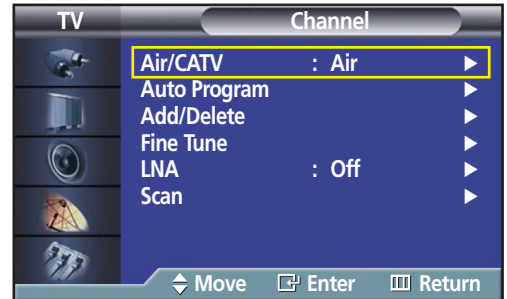 TV Channel
Air/CATV : Air
Auto Program
Add/Delete
Fine Tune
LNA : Off
Scan
Move Enter Return